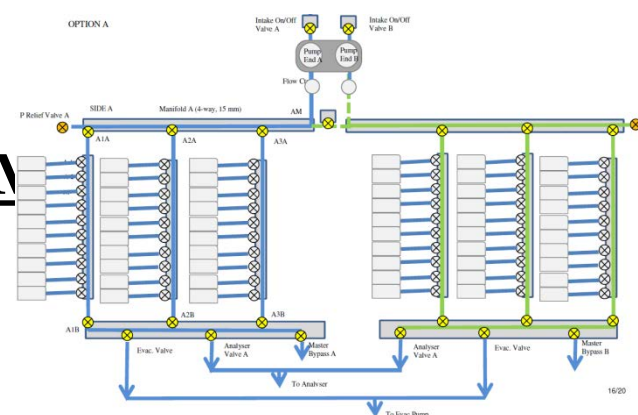 OPTION A
Intake On/Off
Valve A
Intake On/Off
Valve B
Pump
End A
Pump
End B
P Relief Valve A
SIDE A
Manifold A (4-way, 15 mm)
AM
A1A
A2A
A3A
A1B
A2B
A3B
Evac. Valve
Analyser
Valve A
Master
Bypass A
Analyser
Valve A
Evac. Valve
Master
Bypass B
To Analyser
16/20
To Evac Pump